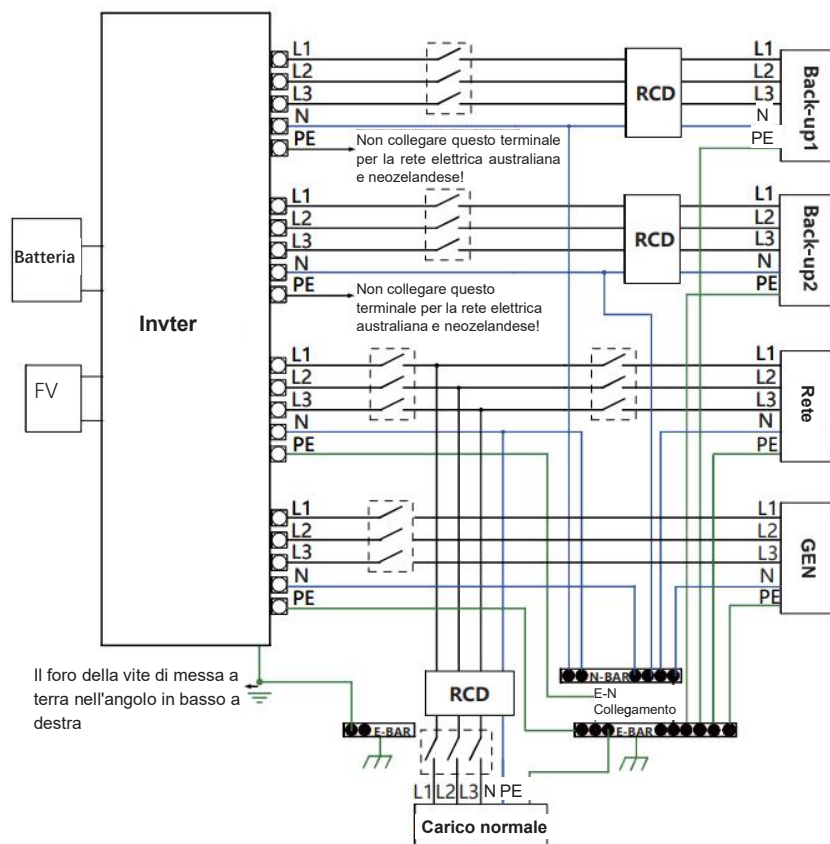 L1
L2
L3
N
PE
RCD
L1
L2
L3
N
PE
Back-up1
Non collegare questo terminale
per la rete elettrica australiana
e neozelandese!
L1
L2
L3
N
PE
RCD
L1
L2
L3
N
PE
Back-up2
Non collegare questo
terminale per la rete elettrica
australiana e neozelandese!
Batteria
Invter
FV
L1
L2
L3
N
PE
L1
L2
L3
N
PE
Rete
L1
L2
L3
N
PE
L1
L2
L3
N
PE
GEN
Il foro della vite di messa a
terra nell'angolo in basso a
destra
E-BAR
RCD
N-BAR
E-N
Collegamento
E-BAR
L1 L2 L3 N PE
Carico normale